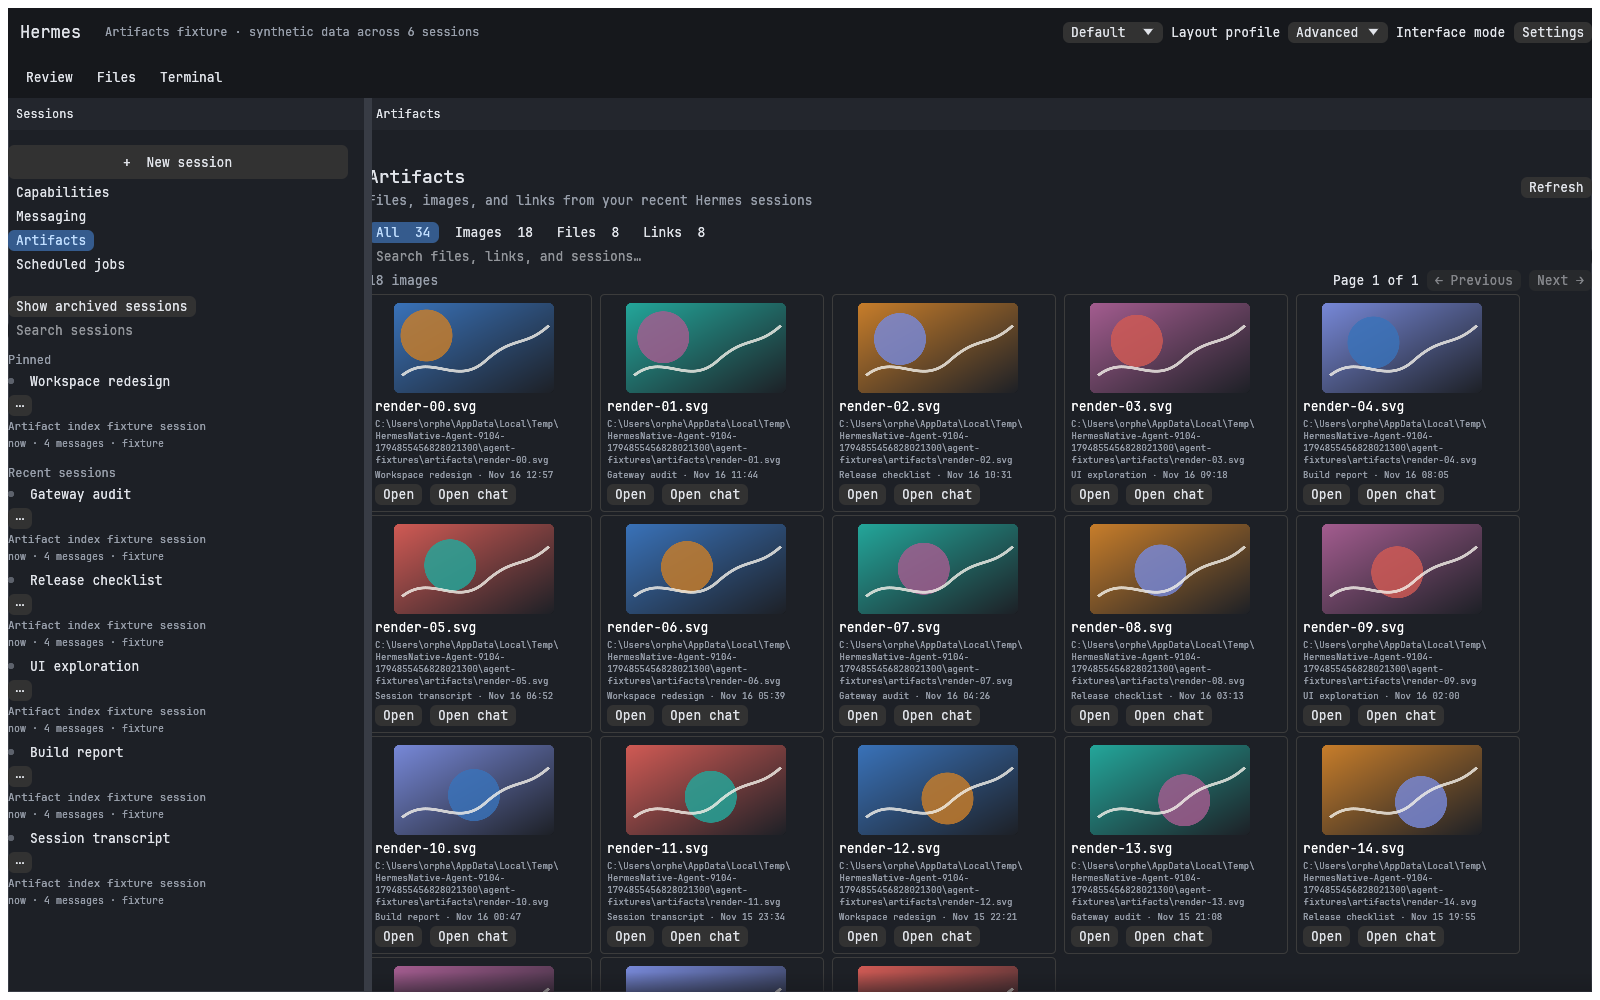 Hermes
Artifacts fixture · synthetic data across 6 sessions
Default ▼ Layout profile Advanced ▼ Interface mode Settings
Review Files Terminal
Sessions
+ New session
Capabilities
Messaging
Artifacts
Scheduled jobs
Show archived sessions
Search sessions
Pinned
Workspace redesign
…
Artifact index fixture session
now · 4 messages · fixture
Recent sessions
Gateway audit
…
Artifact index fixture session
now · 4 messages · fixture
Release checklist
…
Artifact index fixture session
now · 4 messages · fixture
UI exploration
…
Artifact index fixture session
now · 4 messages · fixture
Build report
…
Artifact index fixture session
now · 4 messages · fixture
Session transcript
…
Artifact index fixture session
now · 4 messages · fixture
Artifacts
Artifacts
Files, images, and links from your recent Hermes sessions
Refresh
All 34 Images 18 Files 8 Links 8
Search files, links, and sessions…
18 images
Page 1 of 1 ← Previous Next →
render-00.svg
C:\Users\orphe\AppData\Local\Temp\
HermesNative-Agent-9104-
1794855456828021300\agent-
fixtures\artifacts\render-00.svg
Workspace redesign · Nov 16 12:57
Open Open chat
render-01.svg
C:\Users\orphe\AppData\Local\Temp\
HermesNative-Agent-9104-
1794855456828021300\agent-
fixtures\artifacts\render-01.svg
Gateway audit · Nov 16 11:44
Open Open chat
render-02.svg
C:\Users\orphe\AppData\Local\Temp\
HermesNative-Agent-9104-
1794855456828021300\agent-
fixtures\artifacts\render-02.svg
Release checklist · Nov 16 10:31
Open Open chat
render-03.svg
C:\Users\orphe\AppData\Local\Temp\
HermesNative-Agent-9104-
1794855456828021300\agent-
fixtures\artifacts\render-03.svg
UI exploration · Nov 16 09:18
Open Open chat
render-04.svg
C:\Users\orphe\AppData\Local\Temp\
HermesNative-Agent-9104-
1794855456828021300\agent-
fixtures\artifacts\render-04.svg
Build report · Nov 16 08:05
Open Open chat
render-05.svg
C:\Users\orphe\AppData\Local\Temp\
HermesNative-Agent-9104-
1794855456828021300\agent-
fixtures\artifacts\render-05.svg
Session transcript · Nov 16 06:52
Open Open chat
render-06.svg
C:\Users\orphe\AppData\Local\Temp\
HermesNative-Agent-9104-
1794855456828021300\agent-
fixtures\artifacts\render-06.svg
Workspace redesign · Nov 16 05:39
Open Open chat
render-07.svg
C:\Users\orphe\AppData\Local\Temp\
HermesNative-Agent-9104-
1794855456828021300\agent-
fixtures\artifacts\render-07.svg
Gateway audit · Nov 16 04:26
Open Open chat
render-08.svg
C:\Users\orphe\AppData\Local\Temp\
HermesNative-Agent-9104-
1794855456828021300\agent-
fixtures\artifacts\render-08.svg
Release checklist · Nov 16 03:13
Open Open chat
render-09.svg
C:\Users\orphe\AppData\Local\Temp\
HermesNative-Agent-9104-
1794855456828021300\agent-
fixtures\artifacts\render-09.svg
UI exploration · Nov 16 02:00
Open Open chat
render-10.svg
C:\Users\orphe\AppData\Local\Temp\
HermesNative-Agent-9104-
1794855456828021300\agent-
fixtures\artifacts\render-10.svg
Build report · Nov 16 00:47
Open Open chat
render-11.svg
C:\Users\orphe\AppData\Local\Temp\
HermesNative-Agent-9104-
1794855456828021300\agent-
fixtures\artifacts\render-11.svg
Session transcript · Nov 15 23:34
Open Open chat
render-12.svg
C:\Users\orphe\AppData\Local\Temp\
HermesNative-Agent-9104-
1794855456828021300\agent-
fixtures\artifacts\render-12.svg
Workspace redesign · Nov 15 22:21
Open Open chat
render-13.svg
C:\Users\orphe\AppData\Local\Temp\
HermesNative-Agent-9104-
1794855456828021300\agent-
fixtures\artifacts\render-13.svg
Gateway audit · Nov 15 21:08
Open Open chat
render-14.svg
C:\Users\orphe\AppData\Local\Temp\
HermesNative-Agent-9104-
1794855456828021300\agent-
fixtures\artifacts\render-14.svg
Release checklist · Nov 15 19:55
Open Open chat